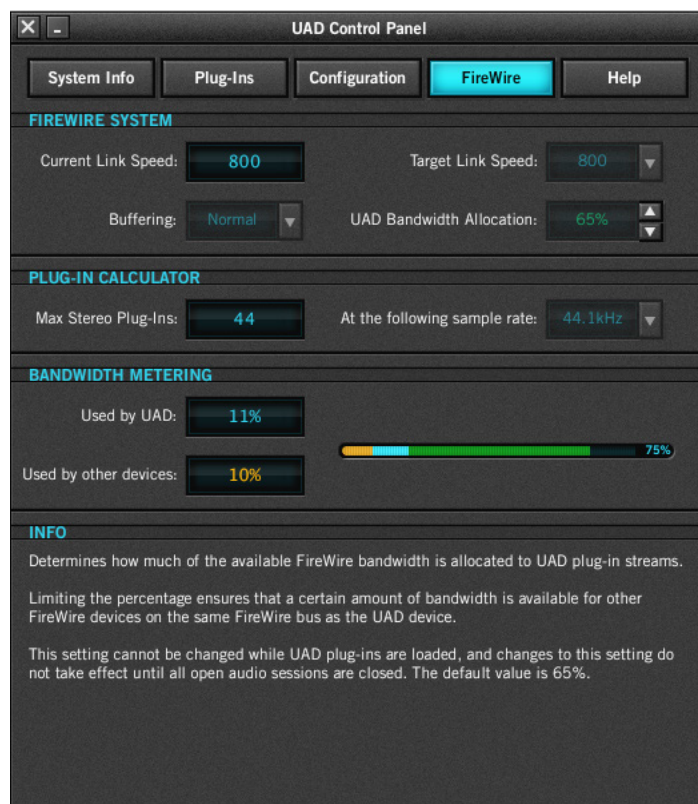 UAD Control Panel
System Info Plug-Ins Configuration FireWire Help
FIREWIRE SYSTEM
Current Link Speed: 800 Target Link Speed: 800
Buffering: Normal UAD Bandwidth Allocation: 65%
PLUG-IN CALCULATOR
Max Stereo Plug-Ins: 44 At the following sample rate: 44.1kHz
BANDWIDTH METERING
Used by UAD: 11%
75%
Used by other devices: 10%
INFO
Determines how much of the available FireWire bandwidth is allocated to UAD plug-in streams.
Limiting the percentage ensures that a certain amount of bandwidth is available for other
FireWire devices on the same FireWire bus as the UAD device.
This setting cannot be changed while UAD plug-ins are loaded, and changes to this setting do
not take effect until all open audio sessions are closed. The default value is 65%.